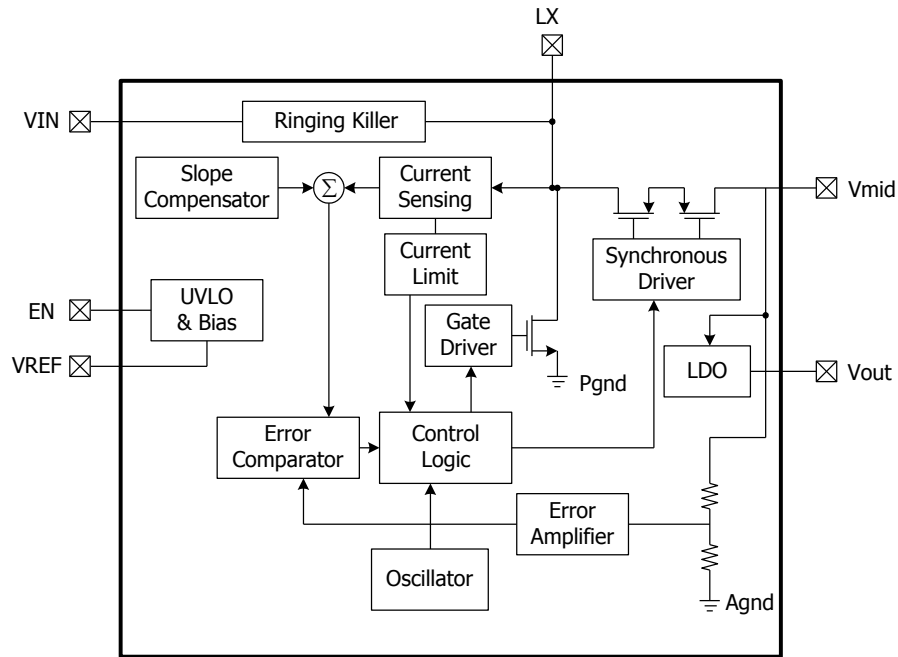 LX
VIN
Ringing Killer
Slope
Compensator
Σ
Current
Sensing
Vmid
Current
Limit
Synchronous
Driver
EN
UVLO
& Bias
VREF
Gate
Driver
Pgnd
LDO
Vout
Error
Comparator
Control
Logic
Error
Amplifier
Oscillator
Agnd